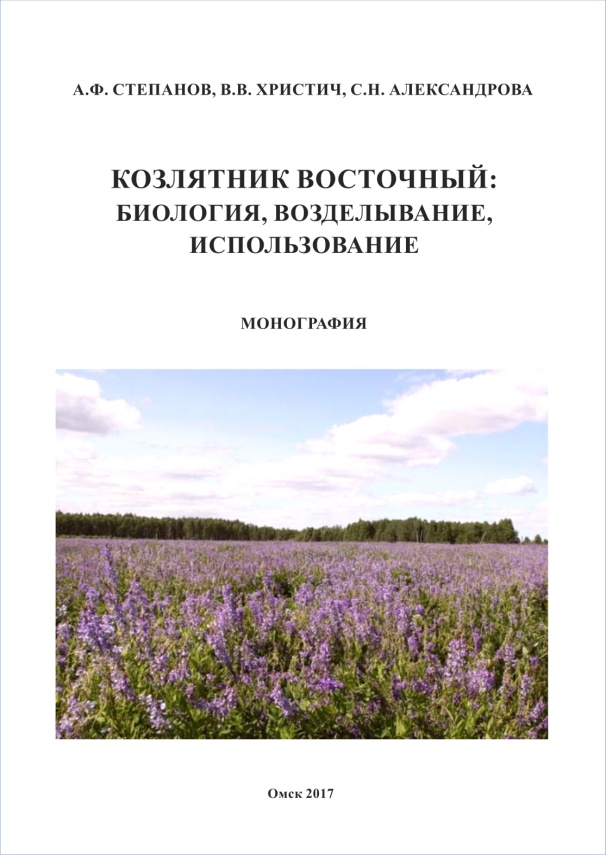 А.Ф. СТЕПАНОВ, В.В. ХРИСТИЧ, С.Н. АЛЕКСАНДРОВА
КОЗЛЯТНИК ВОСТОЧНЫЙ:
БИОЛОГИЯ, ВОЗДЕЛЫВАНИЕ,
ИСПОЛЬЗОВАНИЕ
МОНОГРАФИЯ
Омск 2017